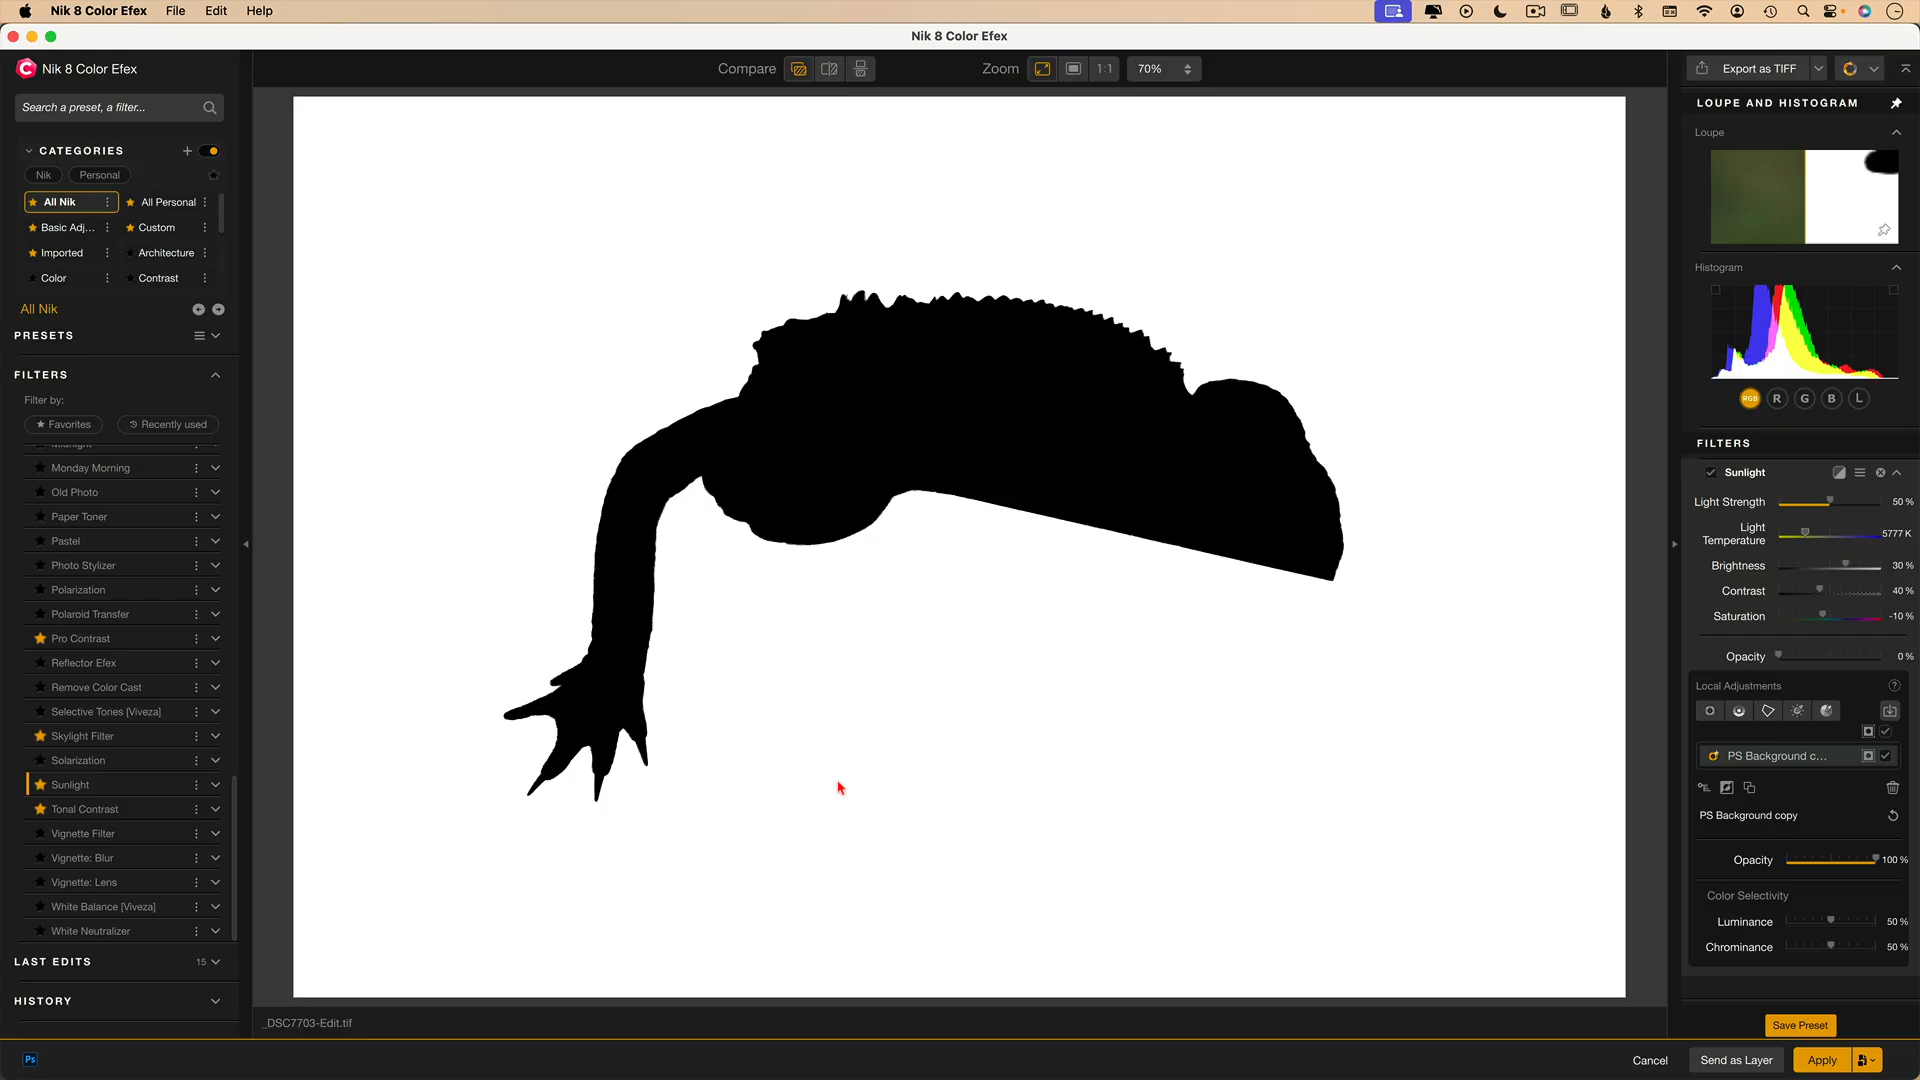 Nik 8 Color Efex File Edit Help
Nik 8 Color Efex
Nik 8 Color Efex
Compare
Zoom
1:1
70%
Export as TIFF
Search a preset, a filter...
CATEGORIES
Nik
Personal
All Nik
All Personal
Basic Adj...
Custom
Imported
Architecture
Color
Contrast
All Nik
PRESETS
FILTERS
Filter by:
Favorites
Recently used
Midnight
Monday Morning
Old Photo
Paper Toner
Pastel
Photo Stylizer
Polarization
Polaroid Transfer
Pro Contrast
Reflector Efex
Remove Color Cast
Selective Tones [Viveza]
Skylight Filter
Solarization
Sunlight
Tonal Contrast
Vignette Filter
Vignette: Blur
Vignette: Lens
White Balance [Viveza]
White Neutralizer
LAST EDITS 15
HISTORY
_DSC7703-Edit.tif
LOUPE AND HISTOGRAM
Loupe
Histogram
RGB R G B L
FILTERS
Sunlight
Light Strength 50 %
Light Temperature 5777 K
Brightness 30 %
Contrast 40 %
Saturation -10 %
Opacity 0 %
Local Adjustments ?
PS Background c...
PS Background copy
Opacity 100 %
Color Selectivity
Luminance 50 %
Chrominance 50 %
Save Preset
Ps
Cancel
Send as Layer
Apply